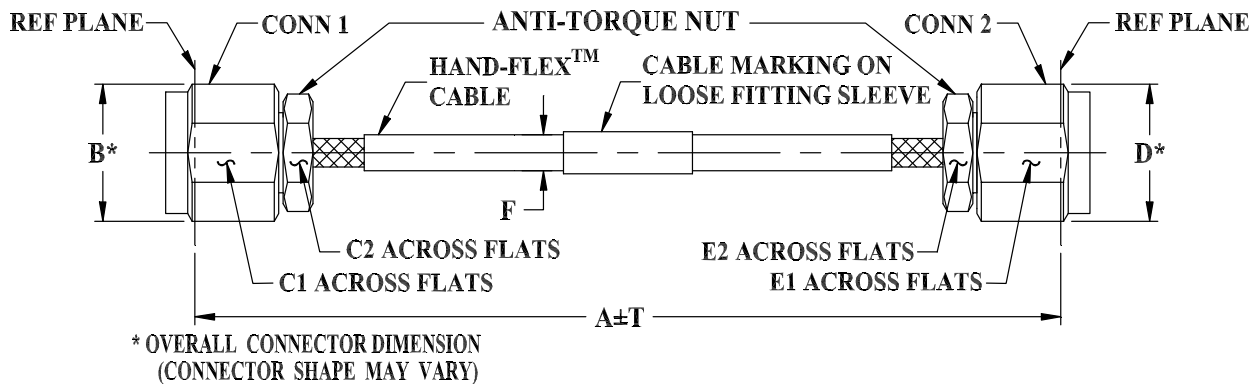 REF PLANE
CONN 1
ANTI-TORQUE NUT
CONN 2
REF PLANE
HAND-FLEX™
CABLE
CABLE MARKING ON
LOOSE FITTING SLEEVE
B*
D*
F
C2 ACROSS FLATS
E2 ACROSS FLATS
C1 ACROSS FLATS
E1 ACROSS FLATS
A±T
* OVERALL CONNECTOR DIMENSION
(CONNECTOR SHAPE MAY VARY)